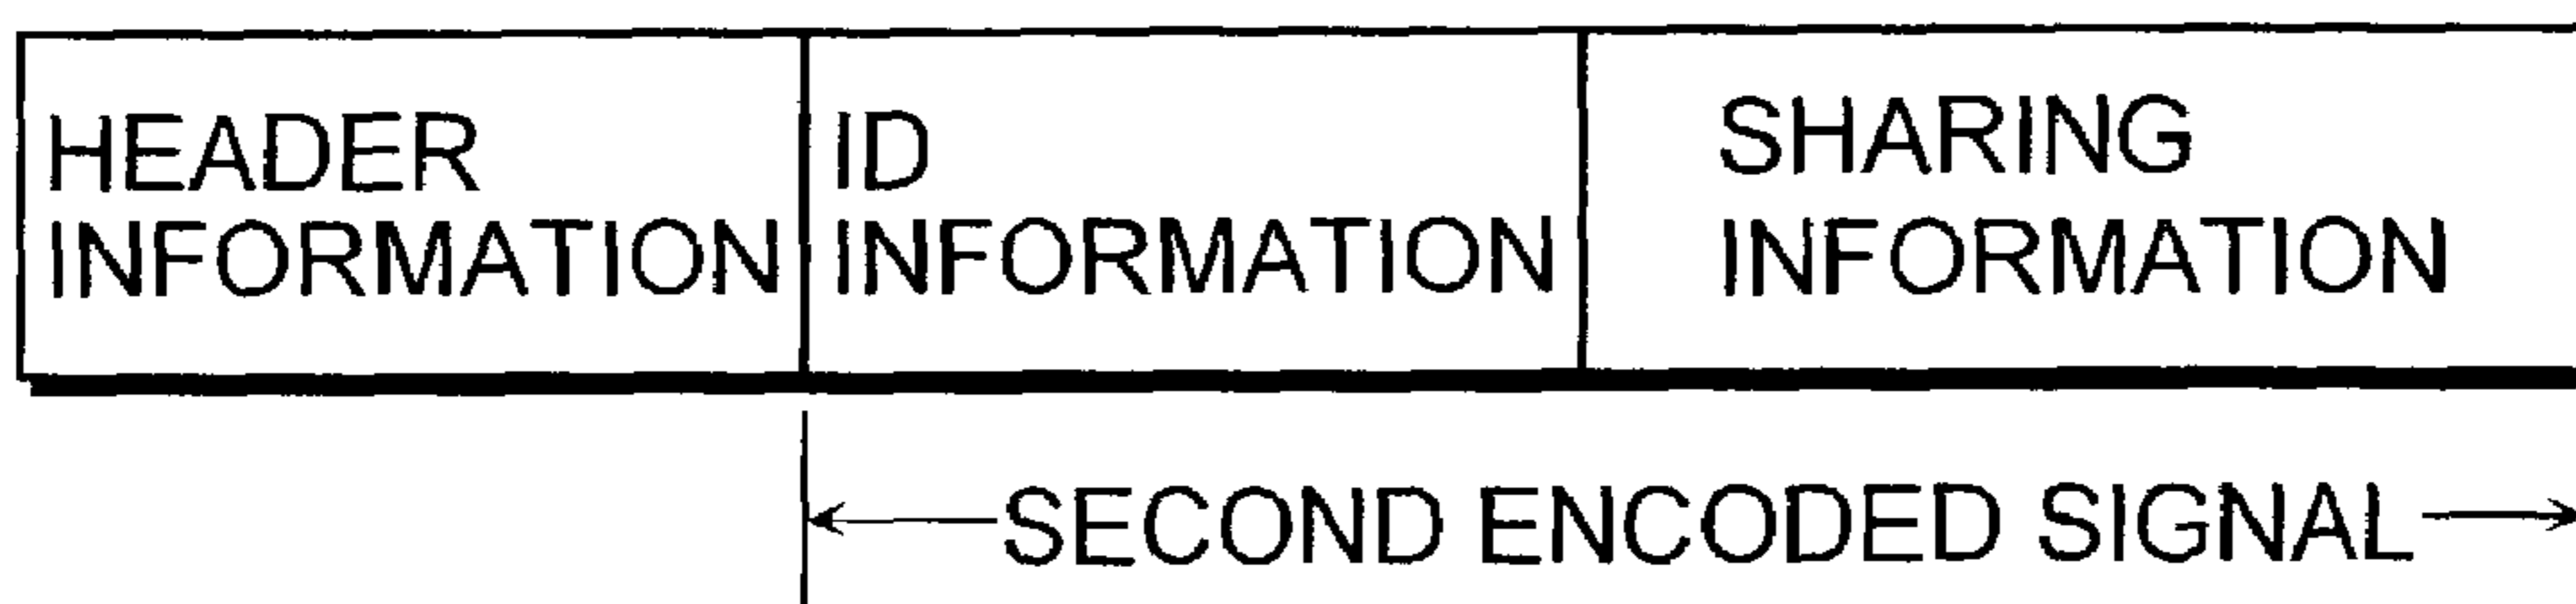 HEADER
INFORMATION
ID
INFORMATION
SHARING
INFORMATION
SECOND ENCODED SIGNAL